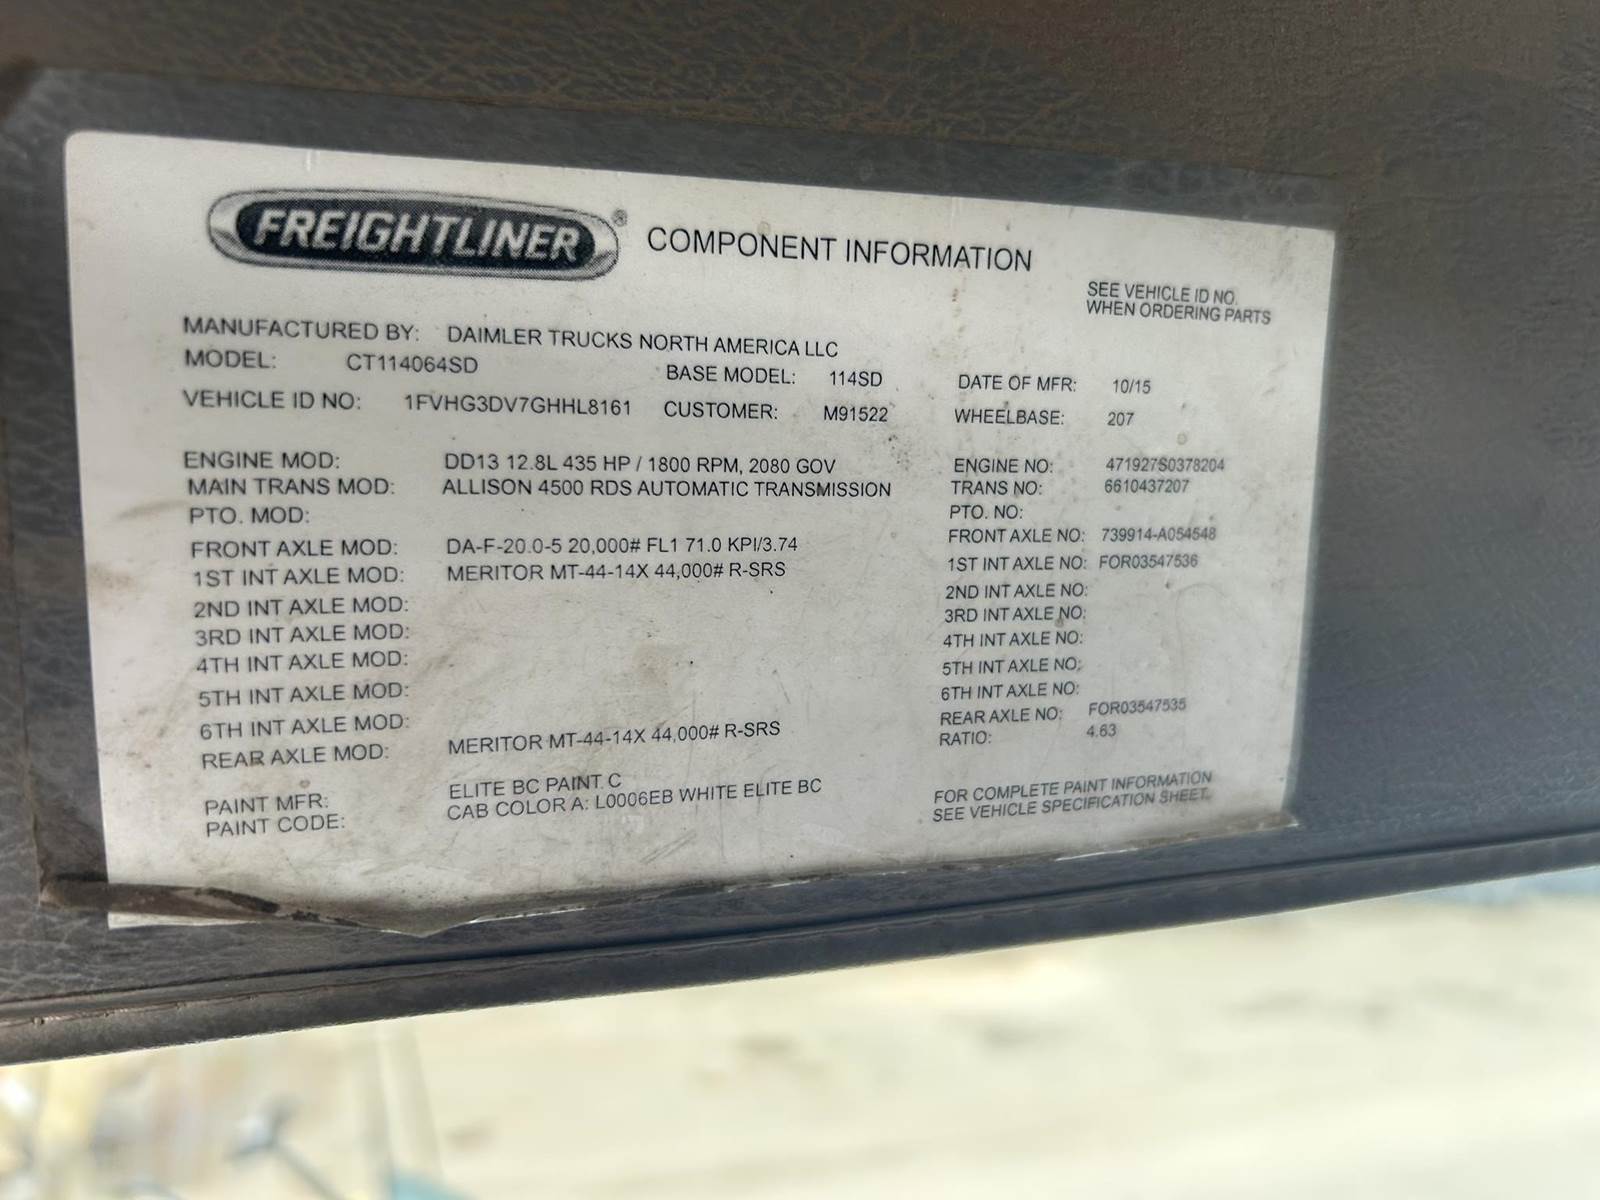 FREIGHTLINER® COMPONENT INFORMATION
SEE VEHICLE ID NO.
WHEN ORDERING PARTS
MANUFACTURED BY: DAIMLER TRUCKS NORTH AMERICA LLC
MODEL: CT114064SD BASE MODEL: 114SD DATE OF MFR: 10/15
VEHICLE ID NO: 1FVHG3DV7GHHL8161 CUSTOMER: M91522 WHEELBASE: 207
ENGINE MOD: DD13 12.8L 435 HP / 1800 RPM, 2080 GOV ENGINE NO: 471927S0378204
MAIN TRANS MOD: ALLISON 4500 RDS AUTOMATIC TRANSMISSION TRANS NO: 6610437207
PTO. MOD: PTO. NO:
FRONT AXLE MOD: DA-F-20.0-5 20,000# FL1 71.0 KPI/3.74 FRONT AXLE NO: 739914-A054548
1ST INT AXLE MOD: MERITOR MT-44-14X 44,000# R-SRS 1ST INT AXLE NO: FOR03547536
2ND INT AXLE MOD: 2ND INT AXLE NO:
3RD INT AXLE MOD: 3RD INT AXLE NO:
4TH INT AXLE MOD: 4TH INT AXLE NO:
5TH INT AXLE MOD: 5TH INT AXLE NO:
6TH INT AXLE MOD: 6TH INT AXLE NO:
REAR AXLE MOD: MERITOR MT-44-14X 44,000# R-SRS REAR AXLE NO: FOR03547535
RATIO: 4.63
PAINT MFR: ELITE BC PAINT C
PAINT CODE: CAB COLOR A: L0006EB WHITE ELITE BC
FOR COMPLETE PAINT INFORMATION
SEE VEHICLE SPECIFICATION SHEET.